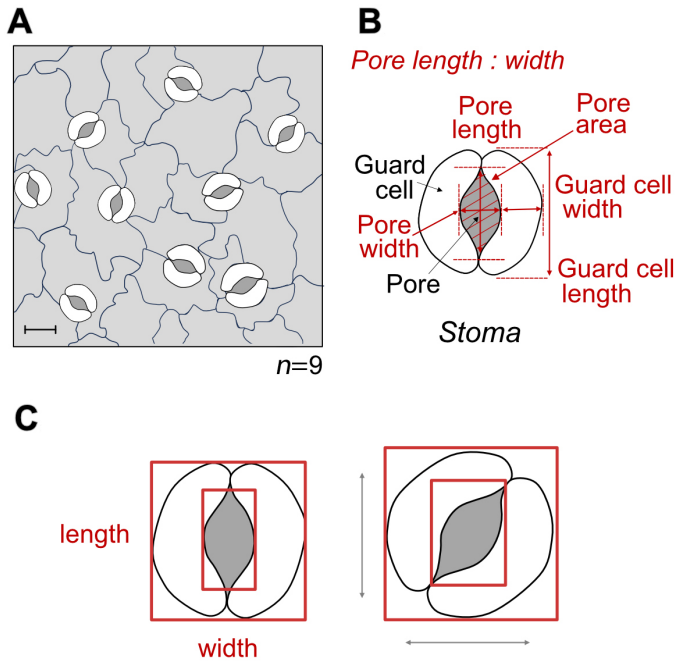 A
n=9
B
Pore length : width
Pore
length
Pore
area
Guard
cell
Guard cell
width
Pore
width
Pore
Guard cell
length
Stoma
C
length
width